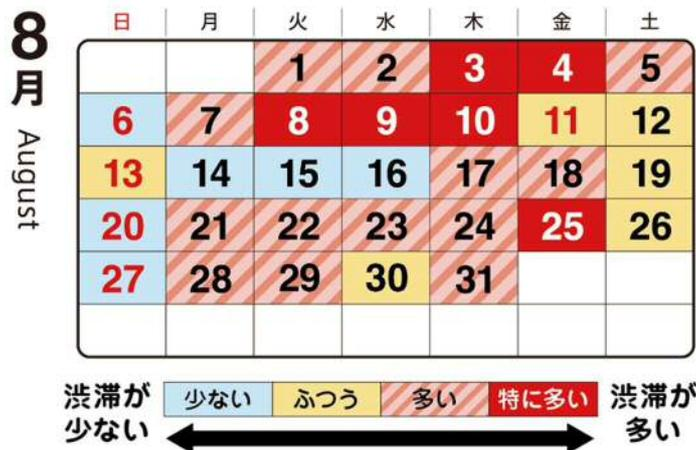 8月 August
日 月 火 水 木 金 土
1 2 3 4 5
6 7 8 9 10 11 12
13 14 15 16 17 18 19
20 21 22 23 24 25 26
27 28 29 30 31
渋滞が少ない 少ない ふつう 多い 特に多い 渋滞が多い